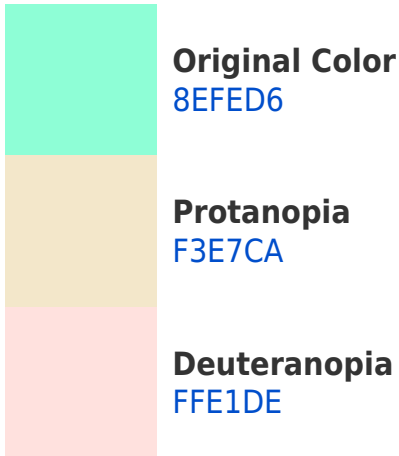 Original Color
8EFED6
Protanopia
F3E7CA
Deuteranopia
FFE1DE